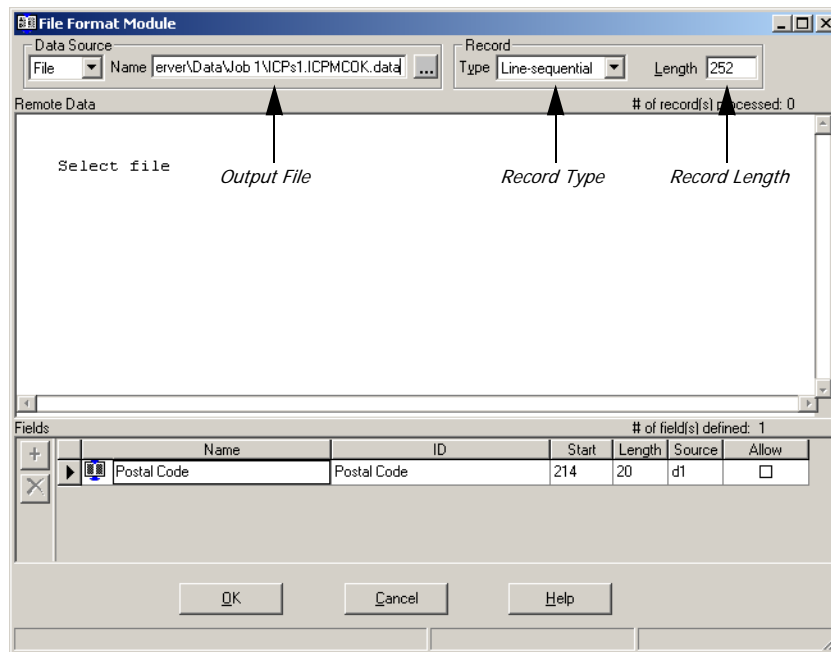 File Format Module
Data Source
Record
File Name erver\Data\Job 1\ICPs1.ICPMCOK.data ... Type Line-sequential Length 252
Remote Data # of record(s) processed: 0
Select file
Output File Record Type Record Length
Fields # of field(s) defined: 1
Name ID Start Length Source Allow
Postal Code Postal Code 214 20 d1
OK Cancel Help